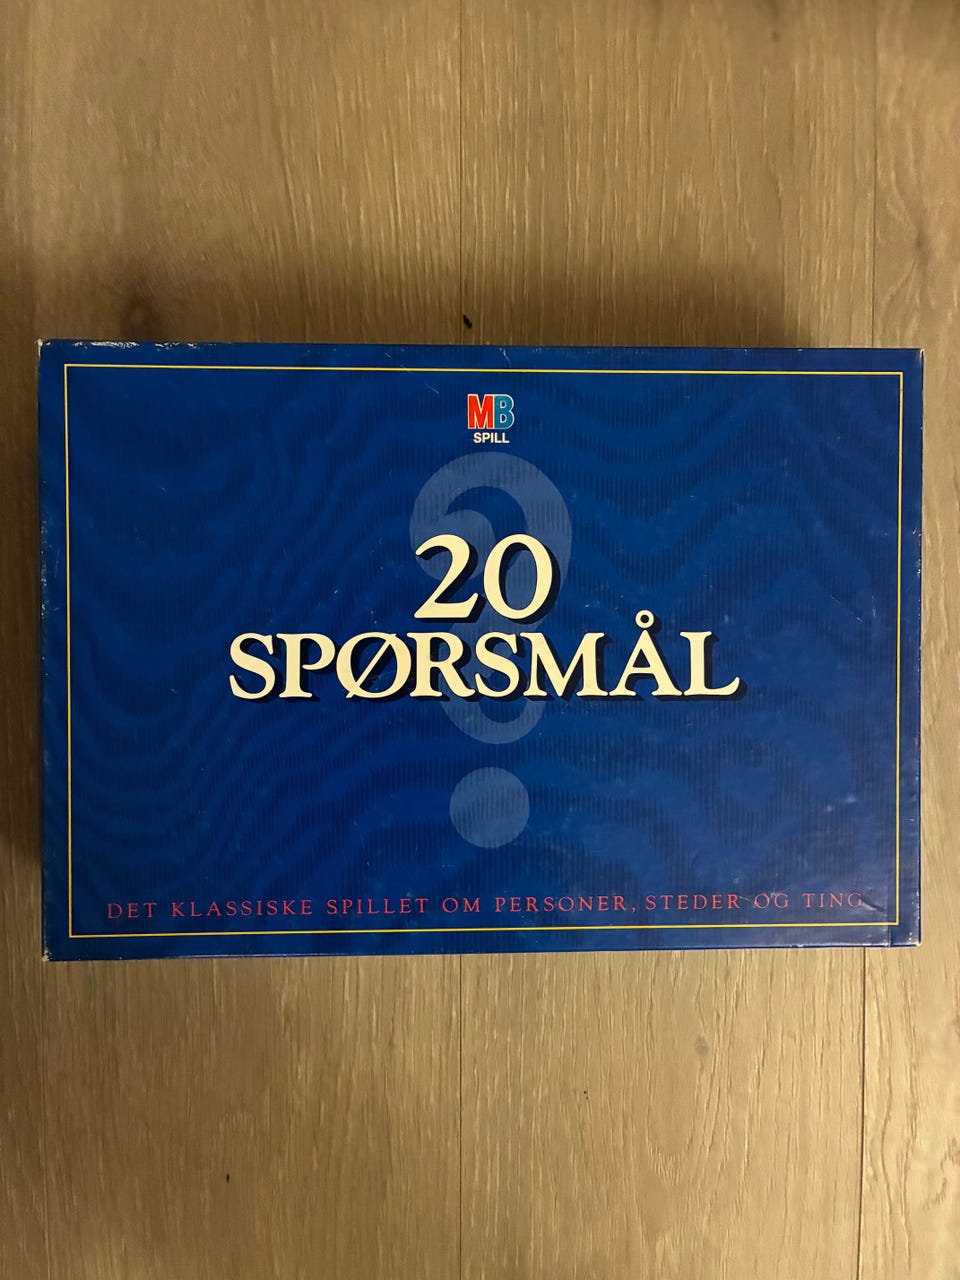 MB
SPILL
20
SPØRSMÅL
DET KLASSISKE SPILLET OM PERSONER, STEDER OG TING